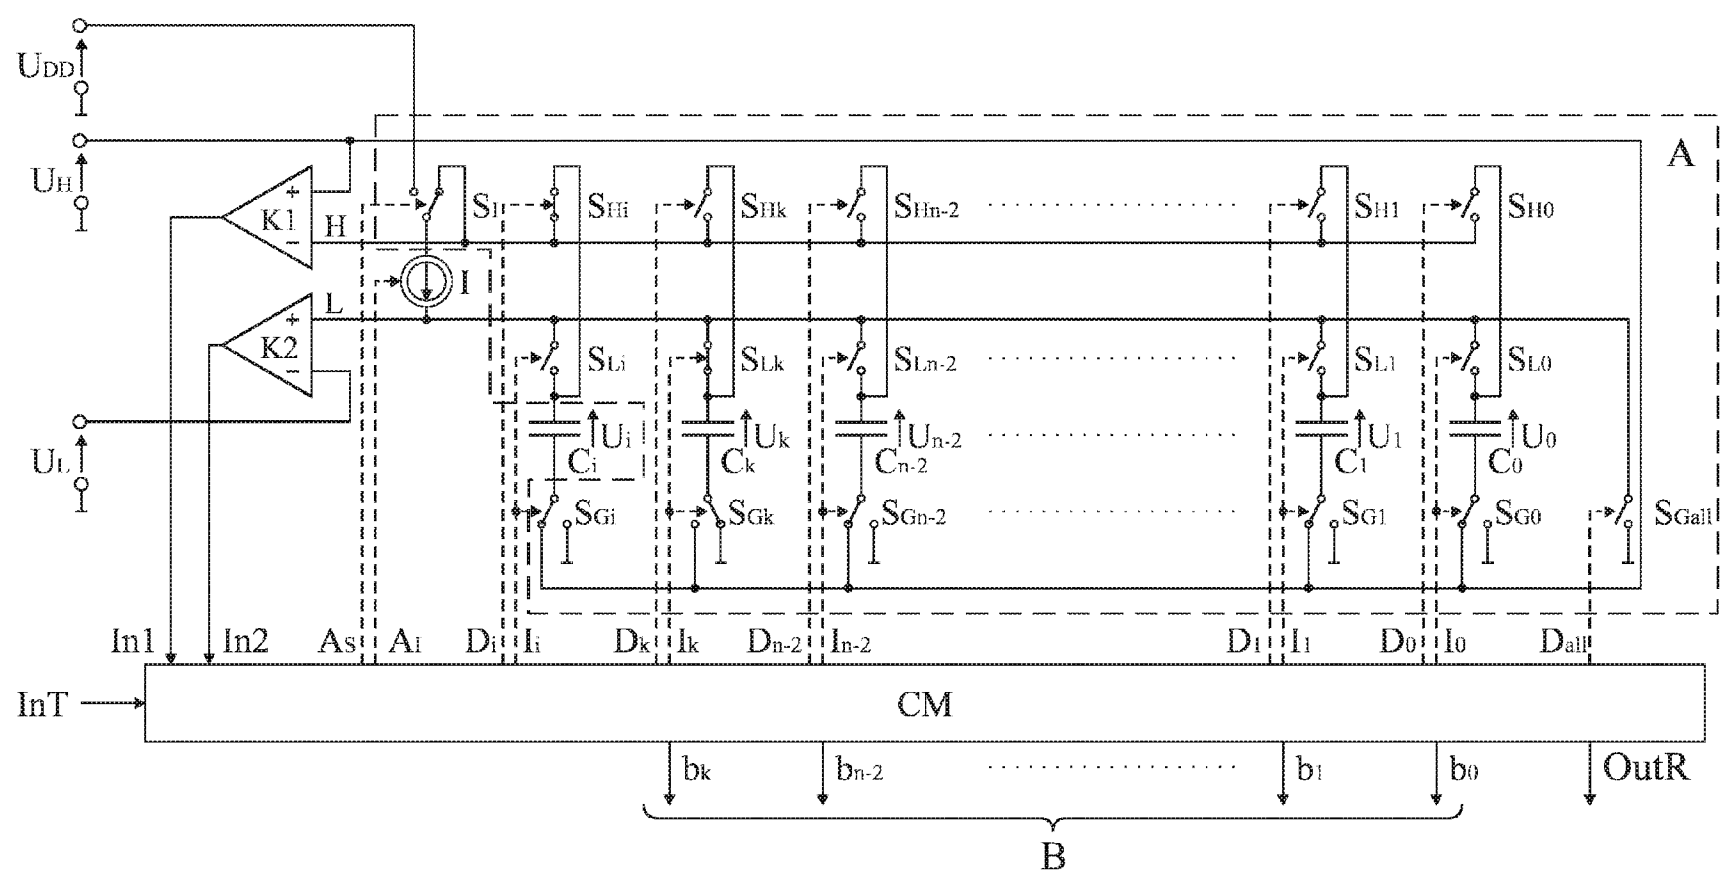 UDD
UH
A
K1
H
SI
SHi
SHk
SHn-2
SH1
SH0
I
L
K2
SLi
SLk
SLn-2
SL1
SL0
UL
Ui
Uk
Un-2
U1
U0
Ci
Ck
Cn-2
C1
C0
SGi
SGk
SGn-2
SG1
SG0
SGall
In1
In2
AS
AI
Di
Ii
Dk
Ik
Dn-2
In-2
D1
I1
D0
I0
Dall
InT
CM
bk
bn-2
b1
b0
OutR
B